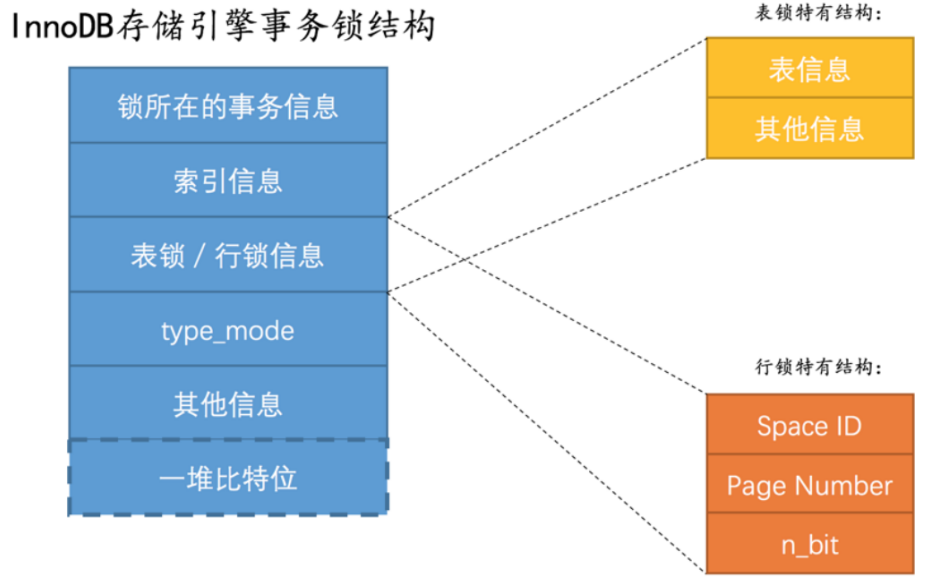 InnoDB存储引擎事务锁结构
锁所在的事务信息
索引信息
表锁 / 行锁信息
type_mode
其他信息
一堆比特位
表锁特有结构：
表信息
其他信息
行锁特有结构：
Space ID
Page Number
n_bit